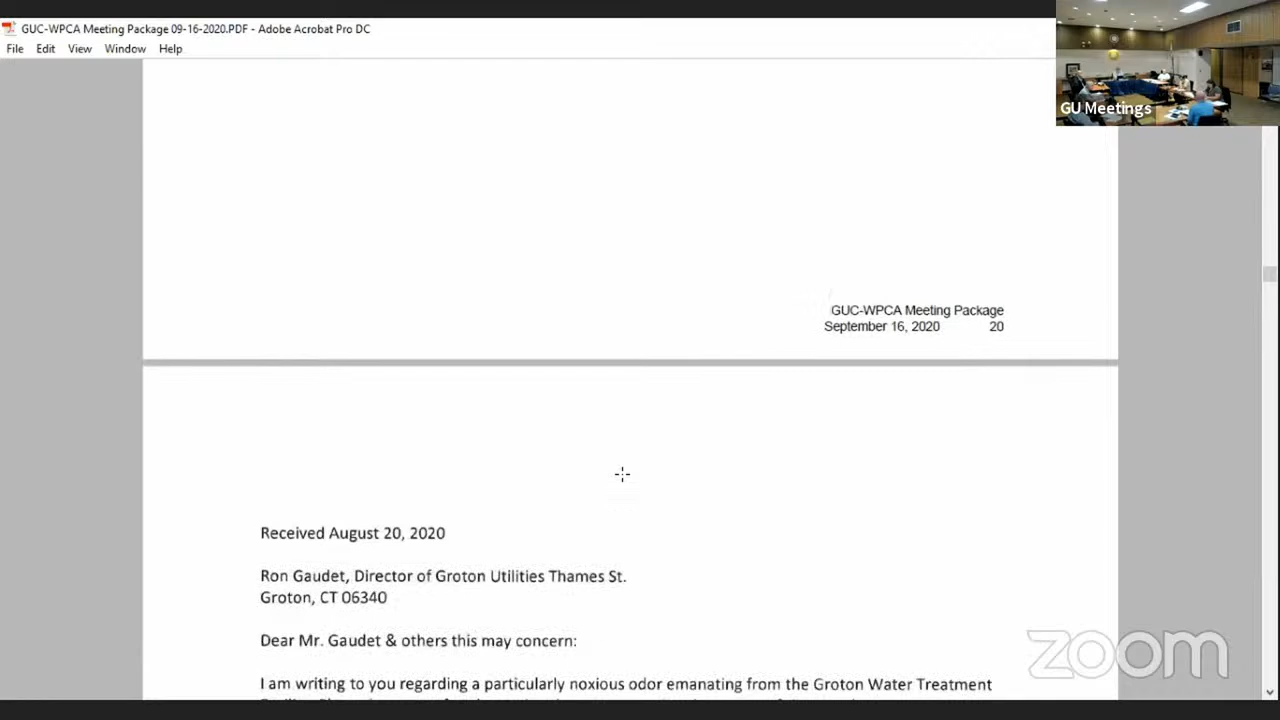 GUC-WPCA Meeting Package 09-16-2020.PDF - Adobe Acrobat Pro DC
File Edit View Window Help
GU Meetings
GUC-WPCA Meeting Package
September 16, 2020 20
Received August 20, 2020
Ron Gaudet, Director of Groton Utilities Thames St.
Groton, CT 06340
Dear Mr. Gaudet & others this may concern:
I am writing to you regarding a particularly noxious odor emanating from the Groton Water Treatment
zoom